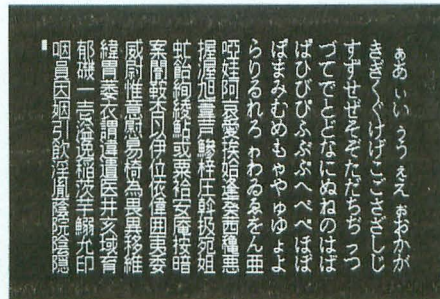 ぁあぃいぅうぇえぉおかが
きぎくぐけげこごさざしじ
すずせぜそぞただちぢっつ
づてでとどなにぬねのはば
ぱひびぴふぶぷへべぺほぼ
ぽまみむめもゃやゅゆょよ
らりるれろゎわゐゑをん亜
唖娃阿哀愛挨姶逢葵茜穐悪
握渥旭葦芦鯵梓圧斡扱宛姐
虻飴絢綾鮎或粟袷安庵按暗
案闇鞍杏以伊位依偉囲夷委
威尉惟意慰易椅為畏異移維
緯胃萎衣謂違遺医井亥域育
郁磯一壱溢逸稲茨芋鰯允印
咽員因姻引飲淫胤蔭院陰隠